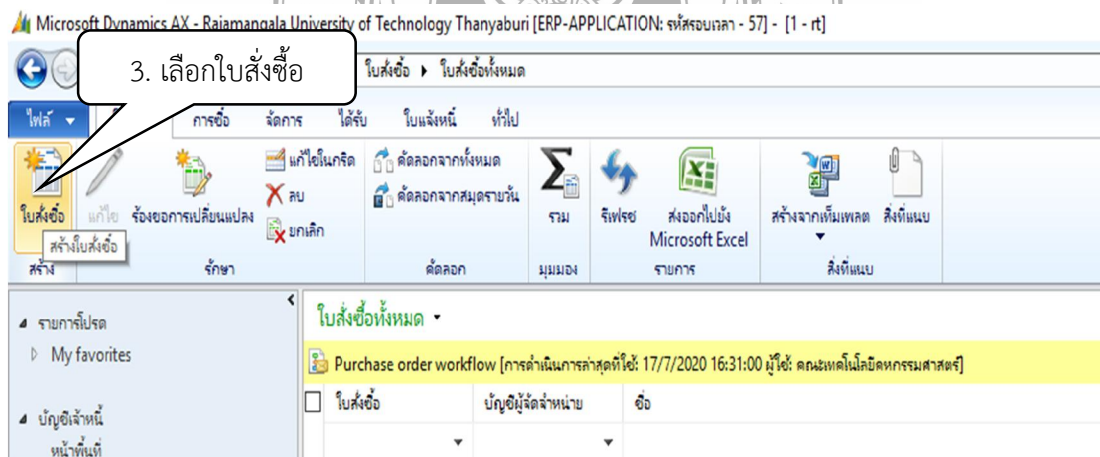 Microsoft Dynamics AX - Rajamangala University of Technology Thanyaburi [ERP-APPLICATION: รหัสรอบเวลา - 57] - [1 - rt]
3. เลือกใบสั่งซื้อ
ใบสั่งซื้อ ▸ ใบสั่งซื้อทั้งหมด
ไฟล์ การซื้อ จัดการ ได้รับ ใบแจ้งหนี้ ทั่วไป
แก้ไขในกริด คัดลอกจากทั้งหมด
ลบ คัดลอกจากสมุดรายวัน
ใบสั่งซื้อ แก้ไข ร้องขอการเปลี่ยนแปลง ยกเลิก รวม รีเฟรช ส่งออกไปยัง Microsoft Excel สร้างจากเท็มเพลต สิ่งที่แนบ
สร้างใบสั่งซื้อ
สร้าง รักษา คัดลอก มุมมอง รายการ สิ่งที่แนบ
รายการโปรด
My favorites
บัญชีเจ้าหนี้
หน้าพื้นที่
ใบสั่งซื้อทั้งหมด
Purchase order workflow [การดำเนินการล่าสุดที่ใช้: 17/7/2020 16:31:00 ผู้ใช้: คณะเทคโนโลยีคหกรรมศาสตร์]
ใบสั่งซื้อ บัญชีผู้จัดจำหน่าย ชื่อ